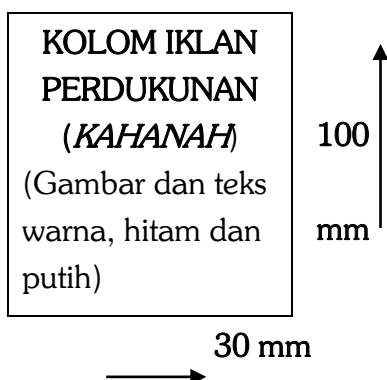 KOLOM IKLAN
PERDUKUNAN
(KAHANAH)
(Gambar dan teks
warna, hitam dan
putih)
100
mm
30 mm